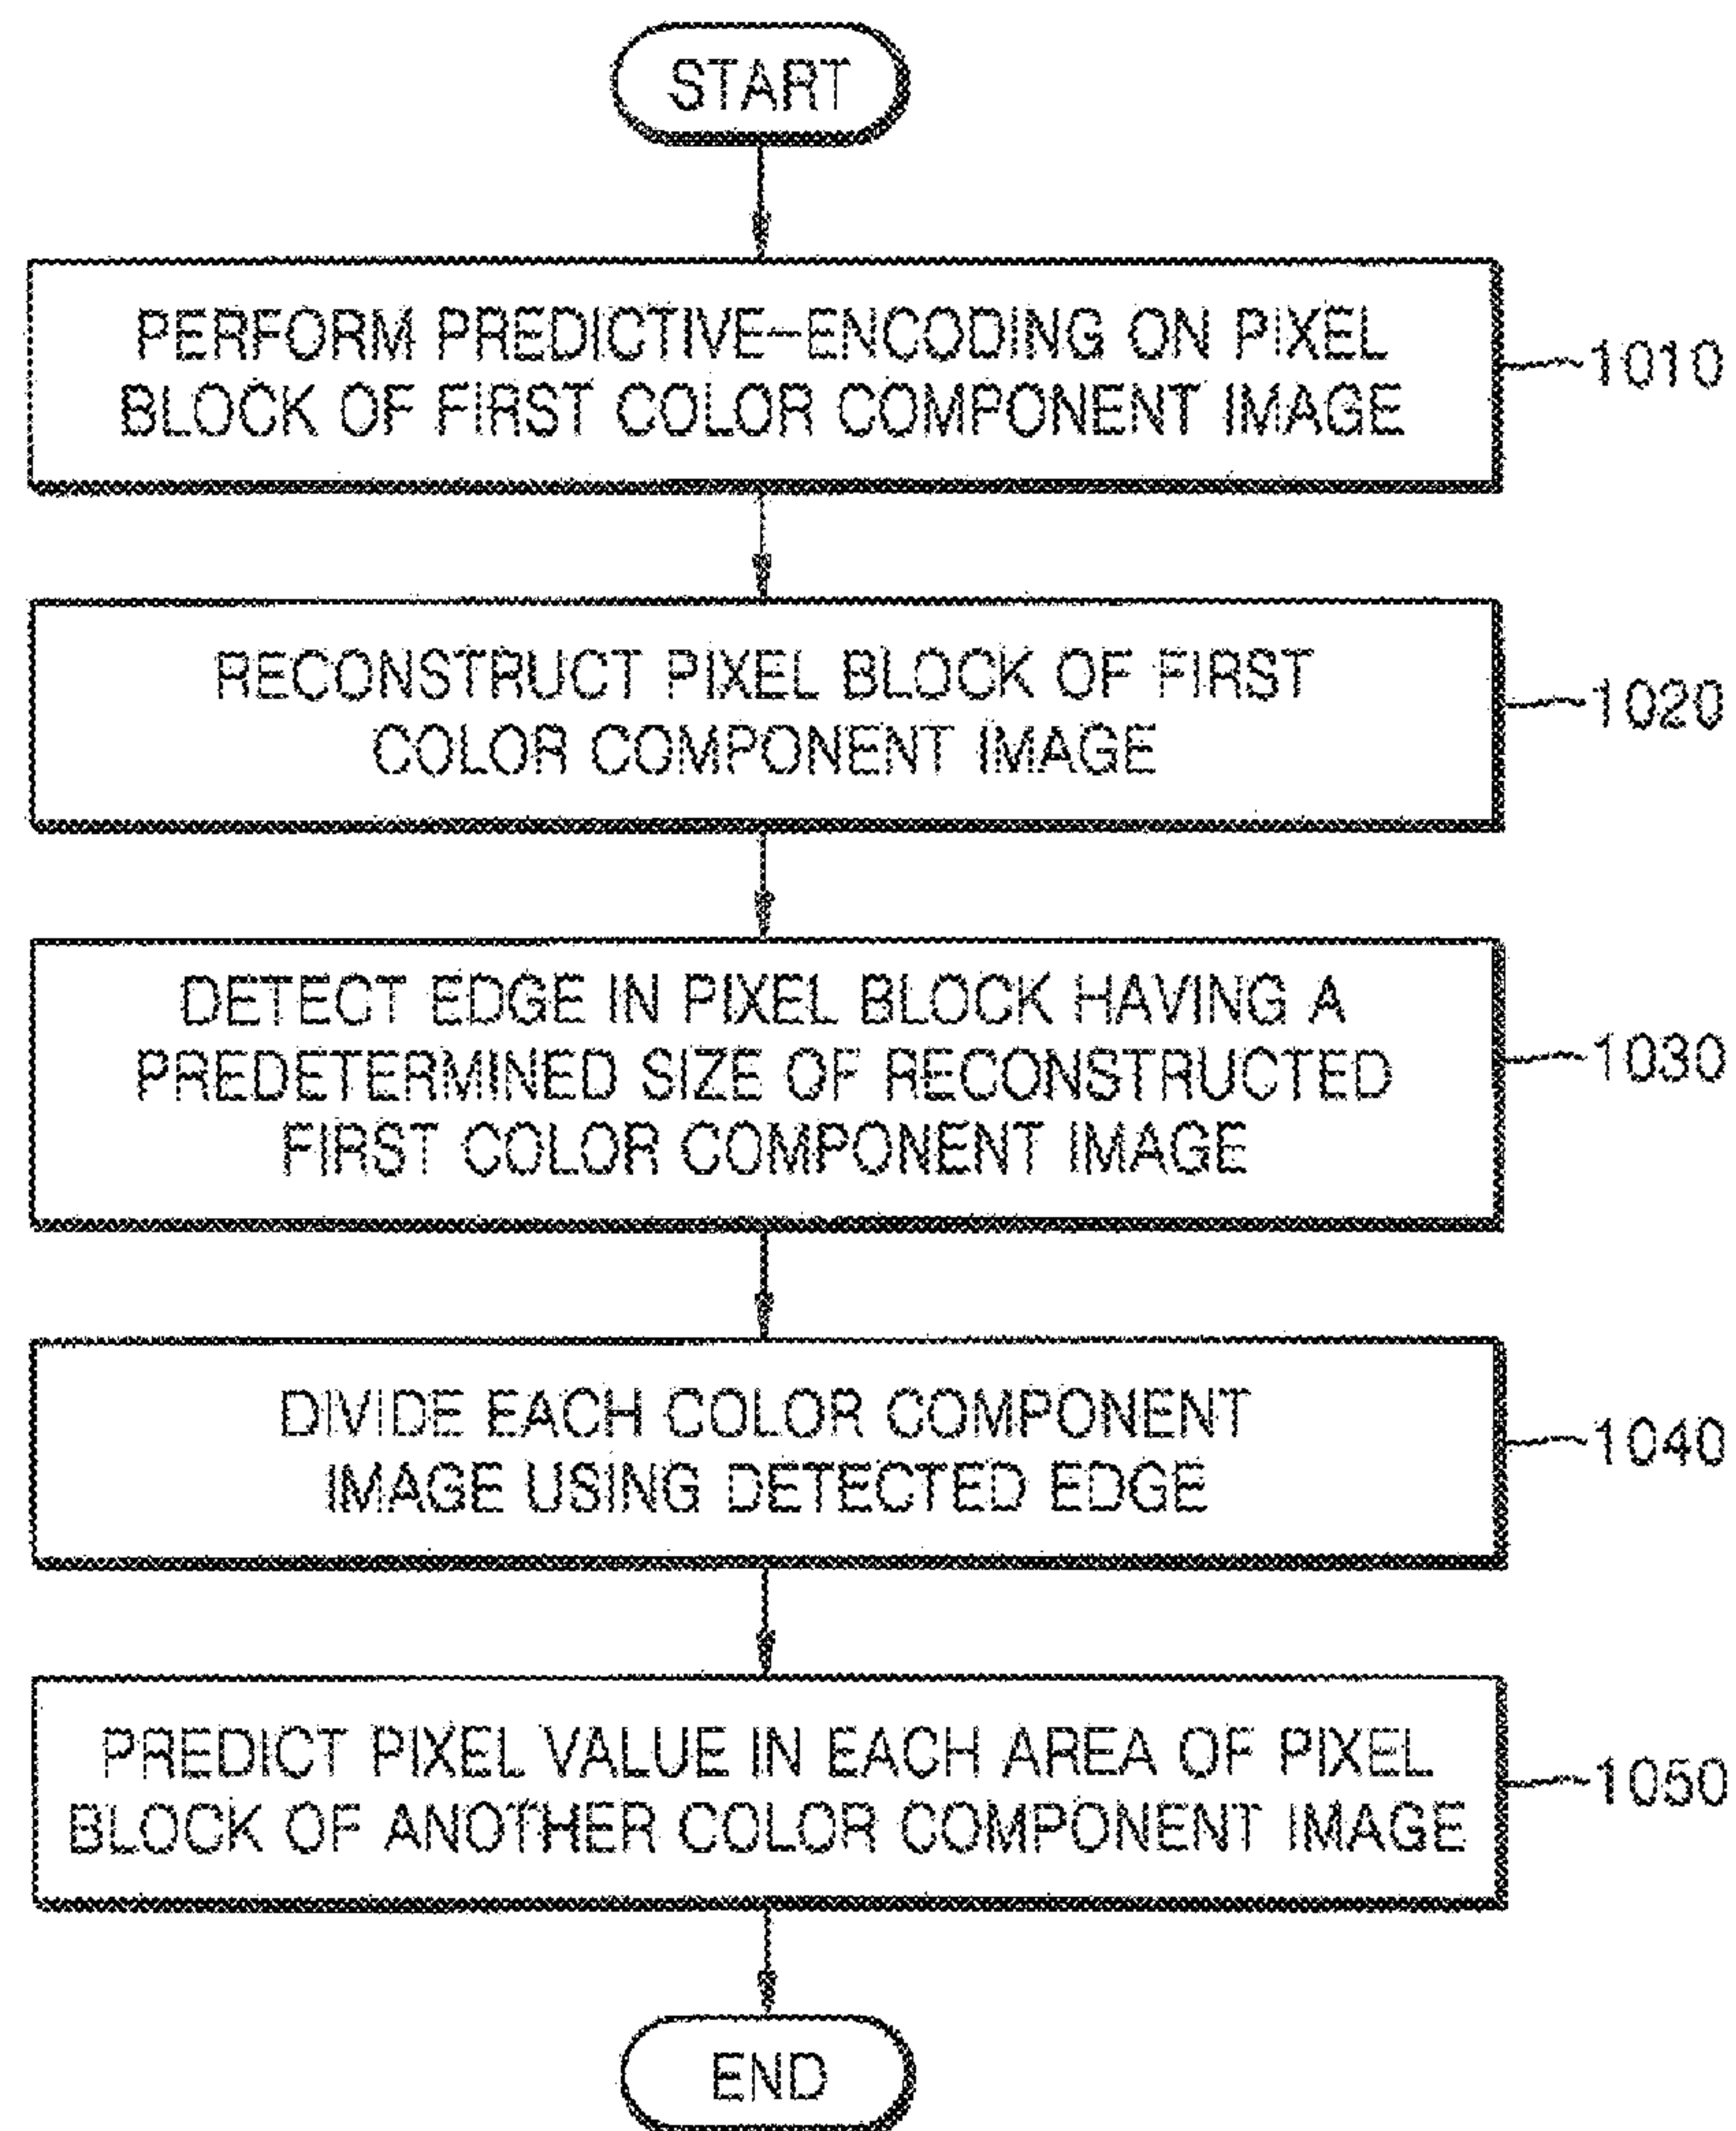 START
PERFORM PREDICTIVE-ENCODING ON PIXEL
BLOCK OF FIRST COLOR COMPONENT IMAGE
1010
RECONSTRUCT PIXEL BLOCK OF FIRST
COLOR COMPONENT IMAGE
1020
DETECT EDGE IN PIXEL BLOCK HAVING A
PREDETERMINED SIZE OF RECONSTRUCTED
FIRST COLOR COMPONENT IMAGE
1030
DIVIDE EACH COLOR COMPONENT
IMAGE USING DETECTED EDGE
1040
PREDICT PIXEL VALUE IN EACH AREA OF PIXEL
BLOCK OF ANOTHER COLOR COMPONENT IMAGE
1050
END